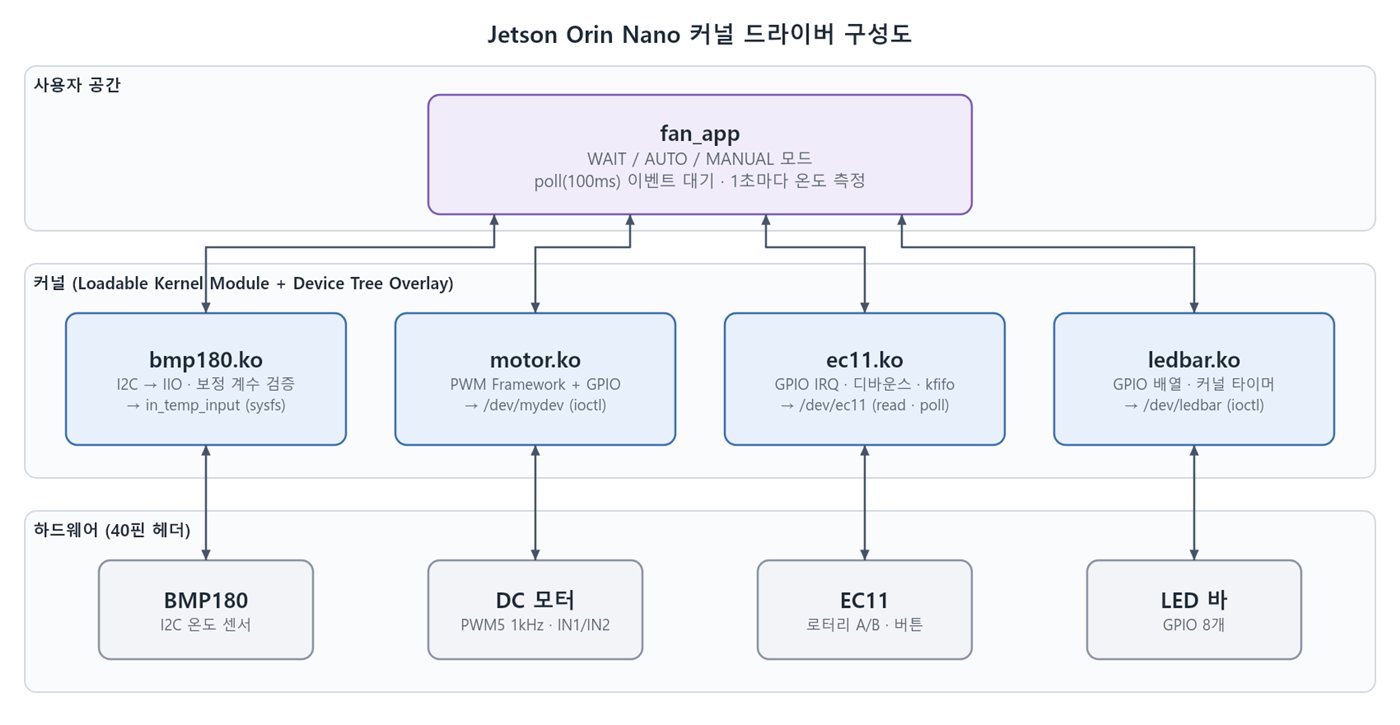 Jetson Orin Nano 커널 드라이버 구성도
사용자 공간
fan_app
WAIT / AUTO / MANUAL 모드
poll(100ms) 이벤트 대기 · 1초마다 온도 측정
커널 (Loadable Kernel Module + Device Tree Overlay)
bmp180.ko
I2C → IIO · 보정 계수 검증
→ in_temp_input (sysfs)
motor.ko
PWM Framework + GPIO
→ /dev/mydev (ioctl)
ec11.ko
GPIO IRQ · 디바운스 · kfifo
→ /dev/ec11 (read · poll)
ledbar.ko
GPIO 배열 · 커널 타이머
→ /dev/ledbar (ioctl)
하드웨어 (40핀 헤더)
BMP180
I2C 온도 센서
DC 모터
PWM5 1kHz · IN1/IN2
EC11
로터리 A/B · 버튼
LED 바
GPIO 8개